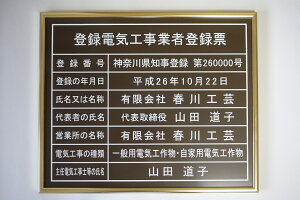 登録電気工事業者登録票
登録番号 神奈川県知事登録 第260000号
登録の年月日 平成26年10月22日
氏名又は名称 有限会社 春川工芸
代表者の氏名 代表取締役 山田 道子
営業所の名称 有限会社 春川工芸
電気工事の種類 一般用電気工作物・自家用電気工作物
主任電気工事士等の氏名 山田 道子